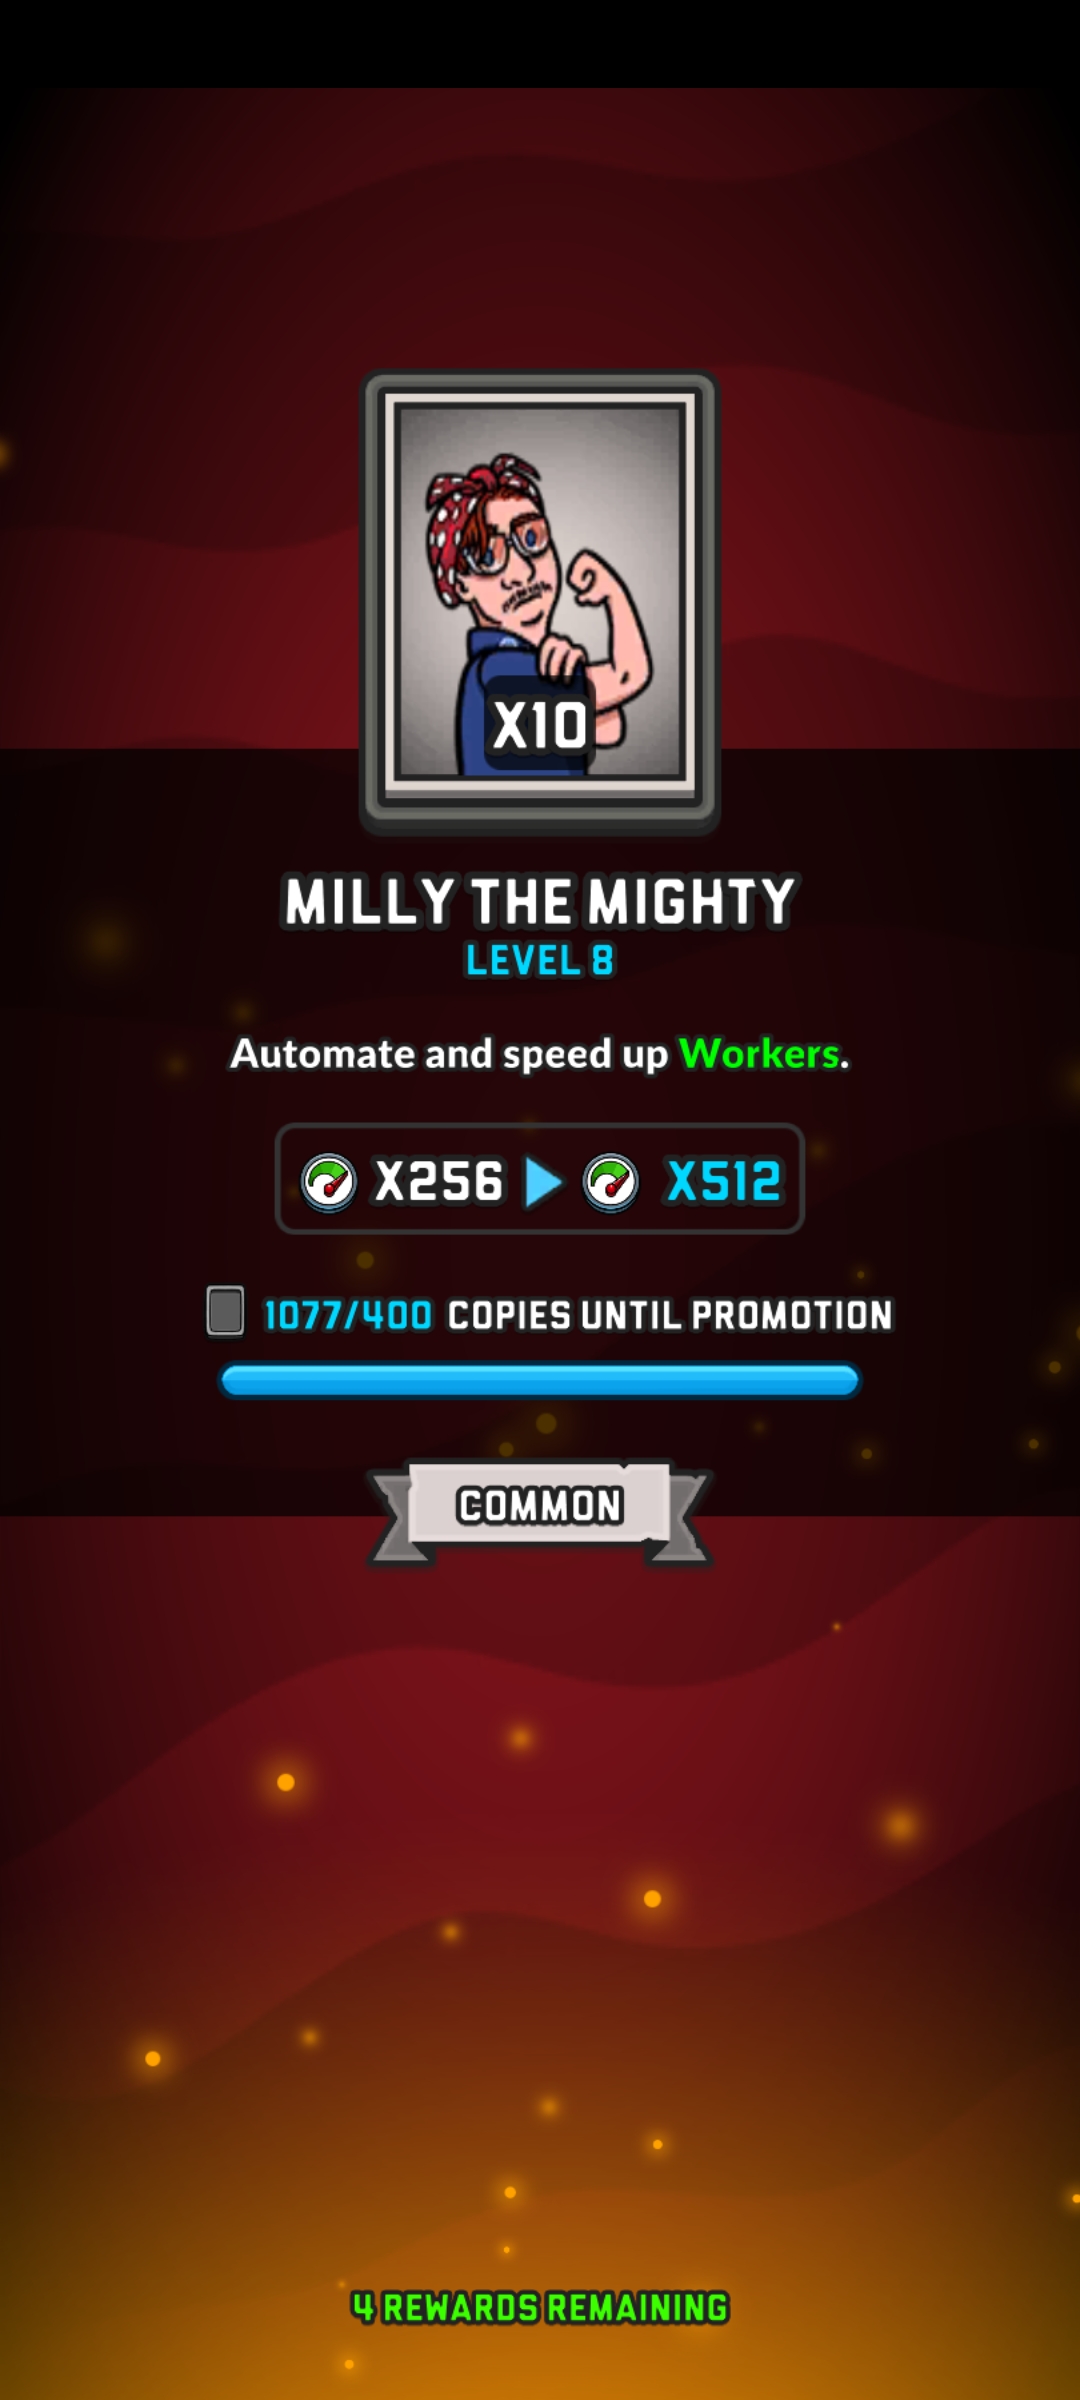 X10
MILLY THE MIGHTY
LEVEL 8
Automate and speed up Workers.
X256 X512
1077/400 COPIES UNTIL PROMOTION
COMMON
4 REWARDS REMAINING